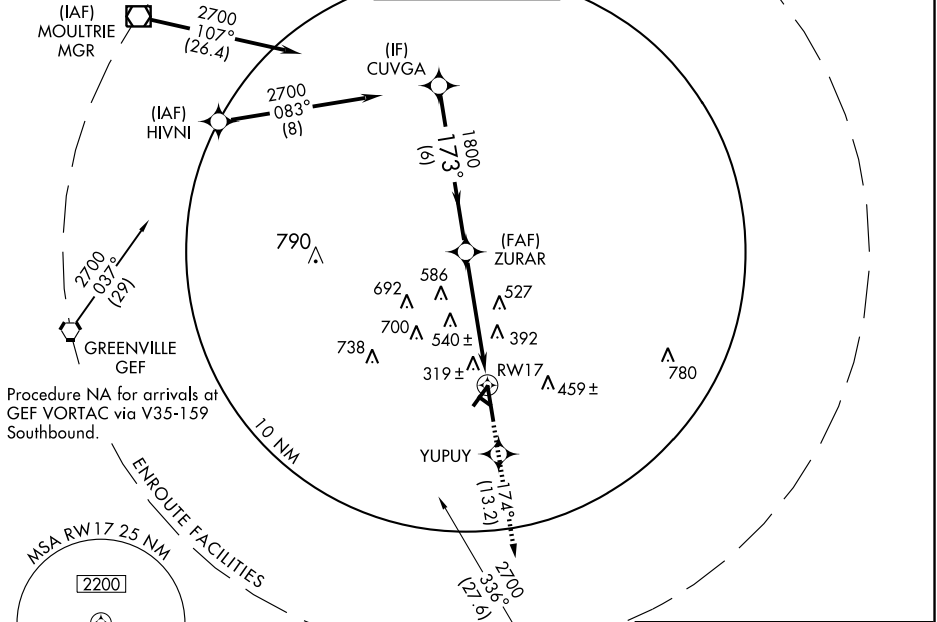 (IAF)
MOULTRIE
MGR
2700
107°
(26.4)
(IF)
CUVGA
(IAF)
HIVNI
2700
083°
(8)
1800
173°
(6)
790
(FAF)
ZURAR
2700
037°
(29)
586
692
527
700
540 ±
392
738
GREENVILLE
GEF
319 ±
RW17
459 ±
780
Procedure NA for arrivals at
GEF VORTAC via V35-159
Southbound.
10 NM
YUPUY
174°
(13.2)
ENROUTE FACILITIES
2700
336°
(27.6)
MSA RW17 25 NM
2200